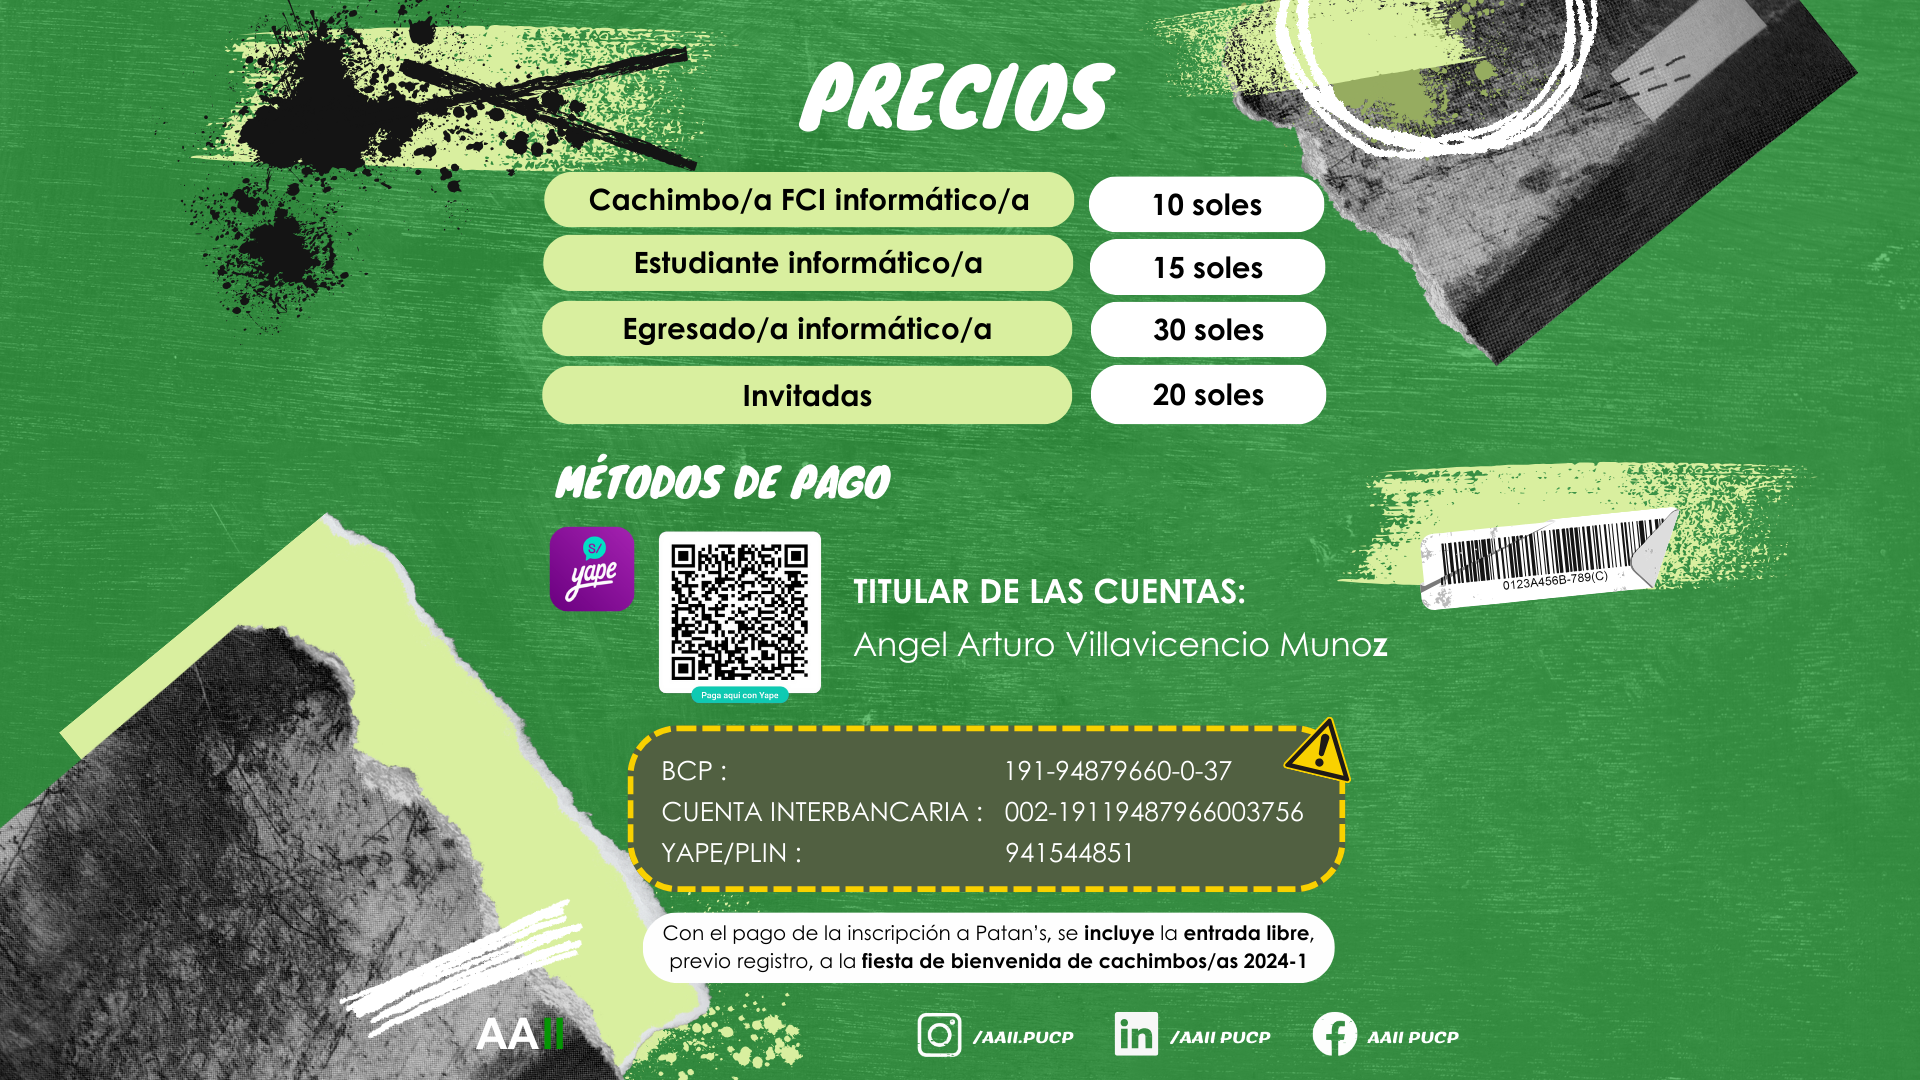 PRECIOS
Cachimbo/a FCI informático/a 10 soles
Estudiante informático/a 15 soles
Egresado/a informático/a 30 soles
Invitadas 20 soles
MÉTODOS DE PAGO
S/
yape
Paga aquí con Yape
TITULAR DE LAS CUENTAS:
Angel Arturo Villavicencio Munoz
0123A456B-789(C)
BCP : 191-94879660-0-37
CUENTA INTERBANCARIA : 002-19119487966003756
YAPE/PLIN : 941544851
Con el pago de la inscripción a Patan's, se incluye la entrada libre,
previo registro, a la fiesta de bienvenida de cachimbos/as 2024-1
AAII
/AAII.PUCP
in /AAII PUCP
f AAII PUCP